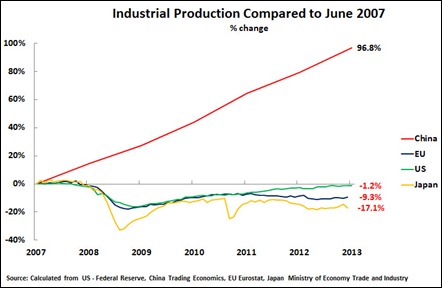 Industrial Production Compared to June 2007
% change
100%
80%
60%
40%
20%
0%
-20%
-40%
96.8%
-1.2%
-9.3%
-17.1%
China
EU
US
Japan
2007 2008 2009 2010 2011 2012 2013
Source: Calculated from US - Federal Reserve, China Trading Economics, EU Eurostat, Japan Ministry of Economy Trade and Industry